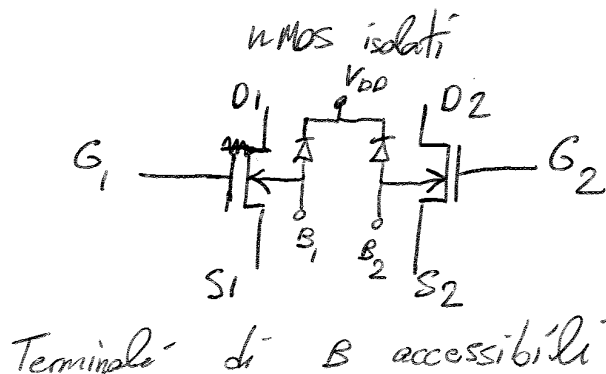 nMOS isolati
VDD
D1 D2
G1 G2
B1 B2
S1 S2
Terminali di B accessibili